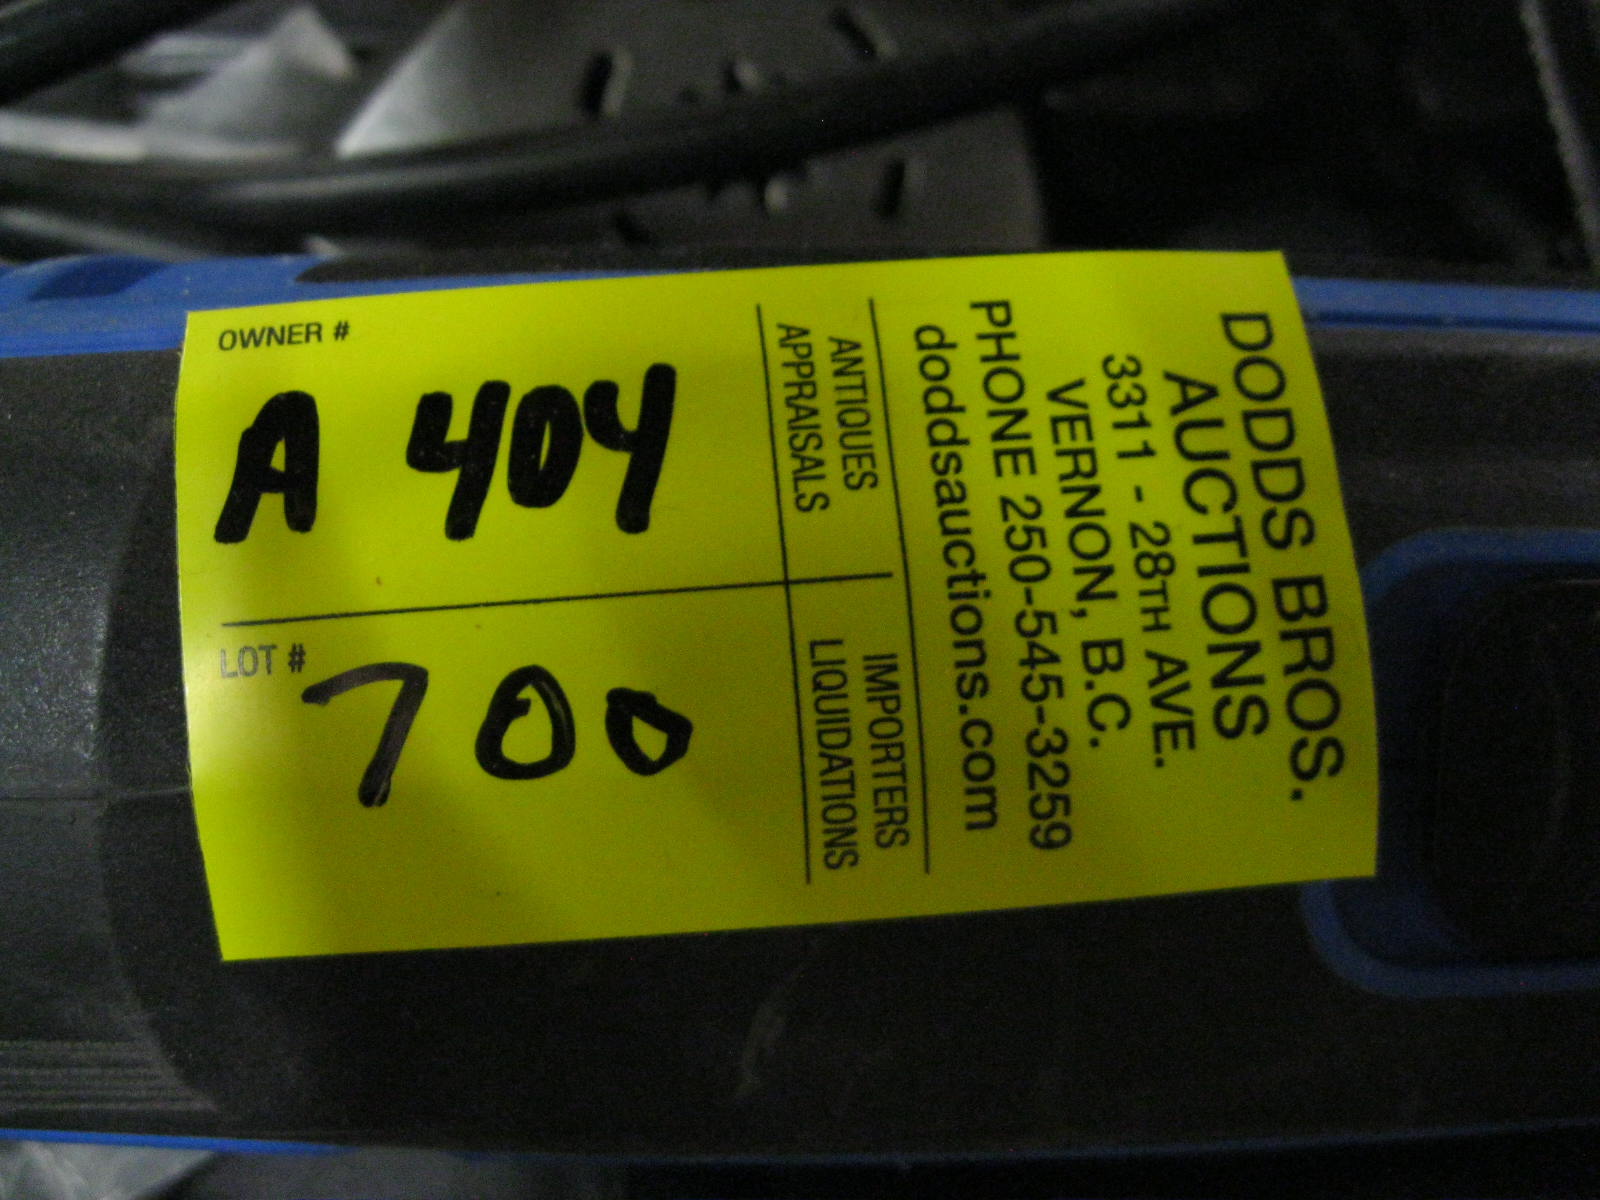 DODDS BROS.
AUCTIONS
3311 - 28TH AVE.
VERNON, B.C.
PHONE 250-545-3259
doddsauctions.com
ANTIQUES IMPORTERS
APPRAISALS LIQUIDATIONS
OWNER #
A 404
LOT #
700